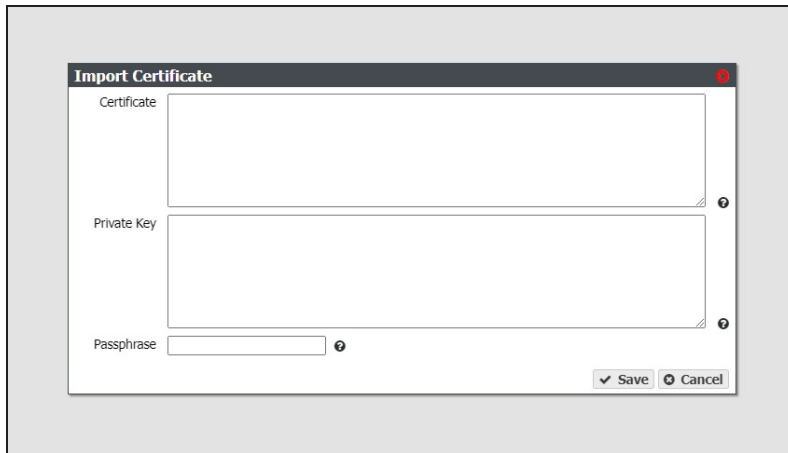 Import Certificate
Certificate
Private Key
Passphrase
Save Cancel